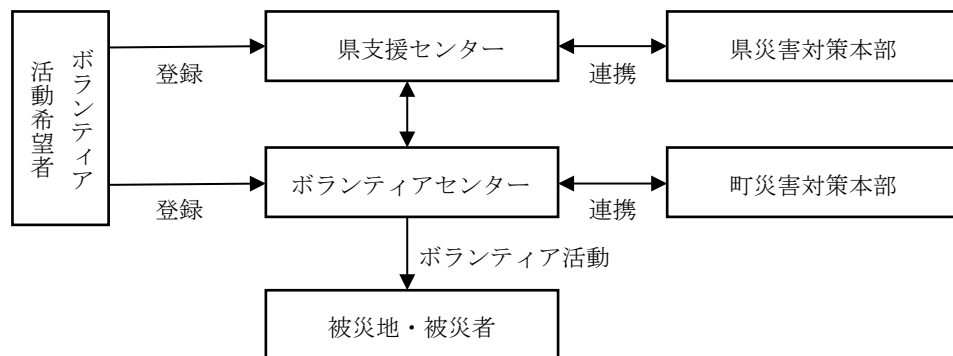 ボランティア
活動希望者
登録
県支援センター
連携
県災害対策本部
登録
ボランティアセンター
連携
町災害対策本部
ボランティア活動
被災地・被災者